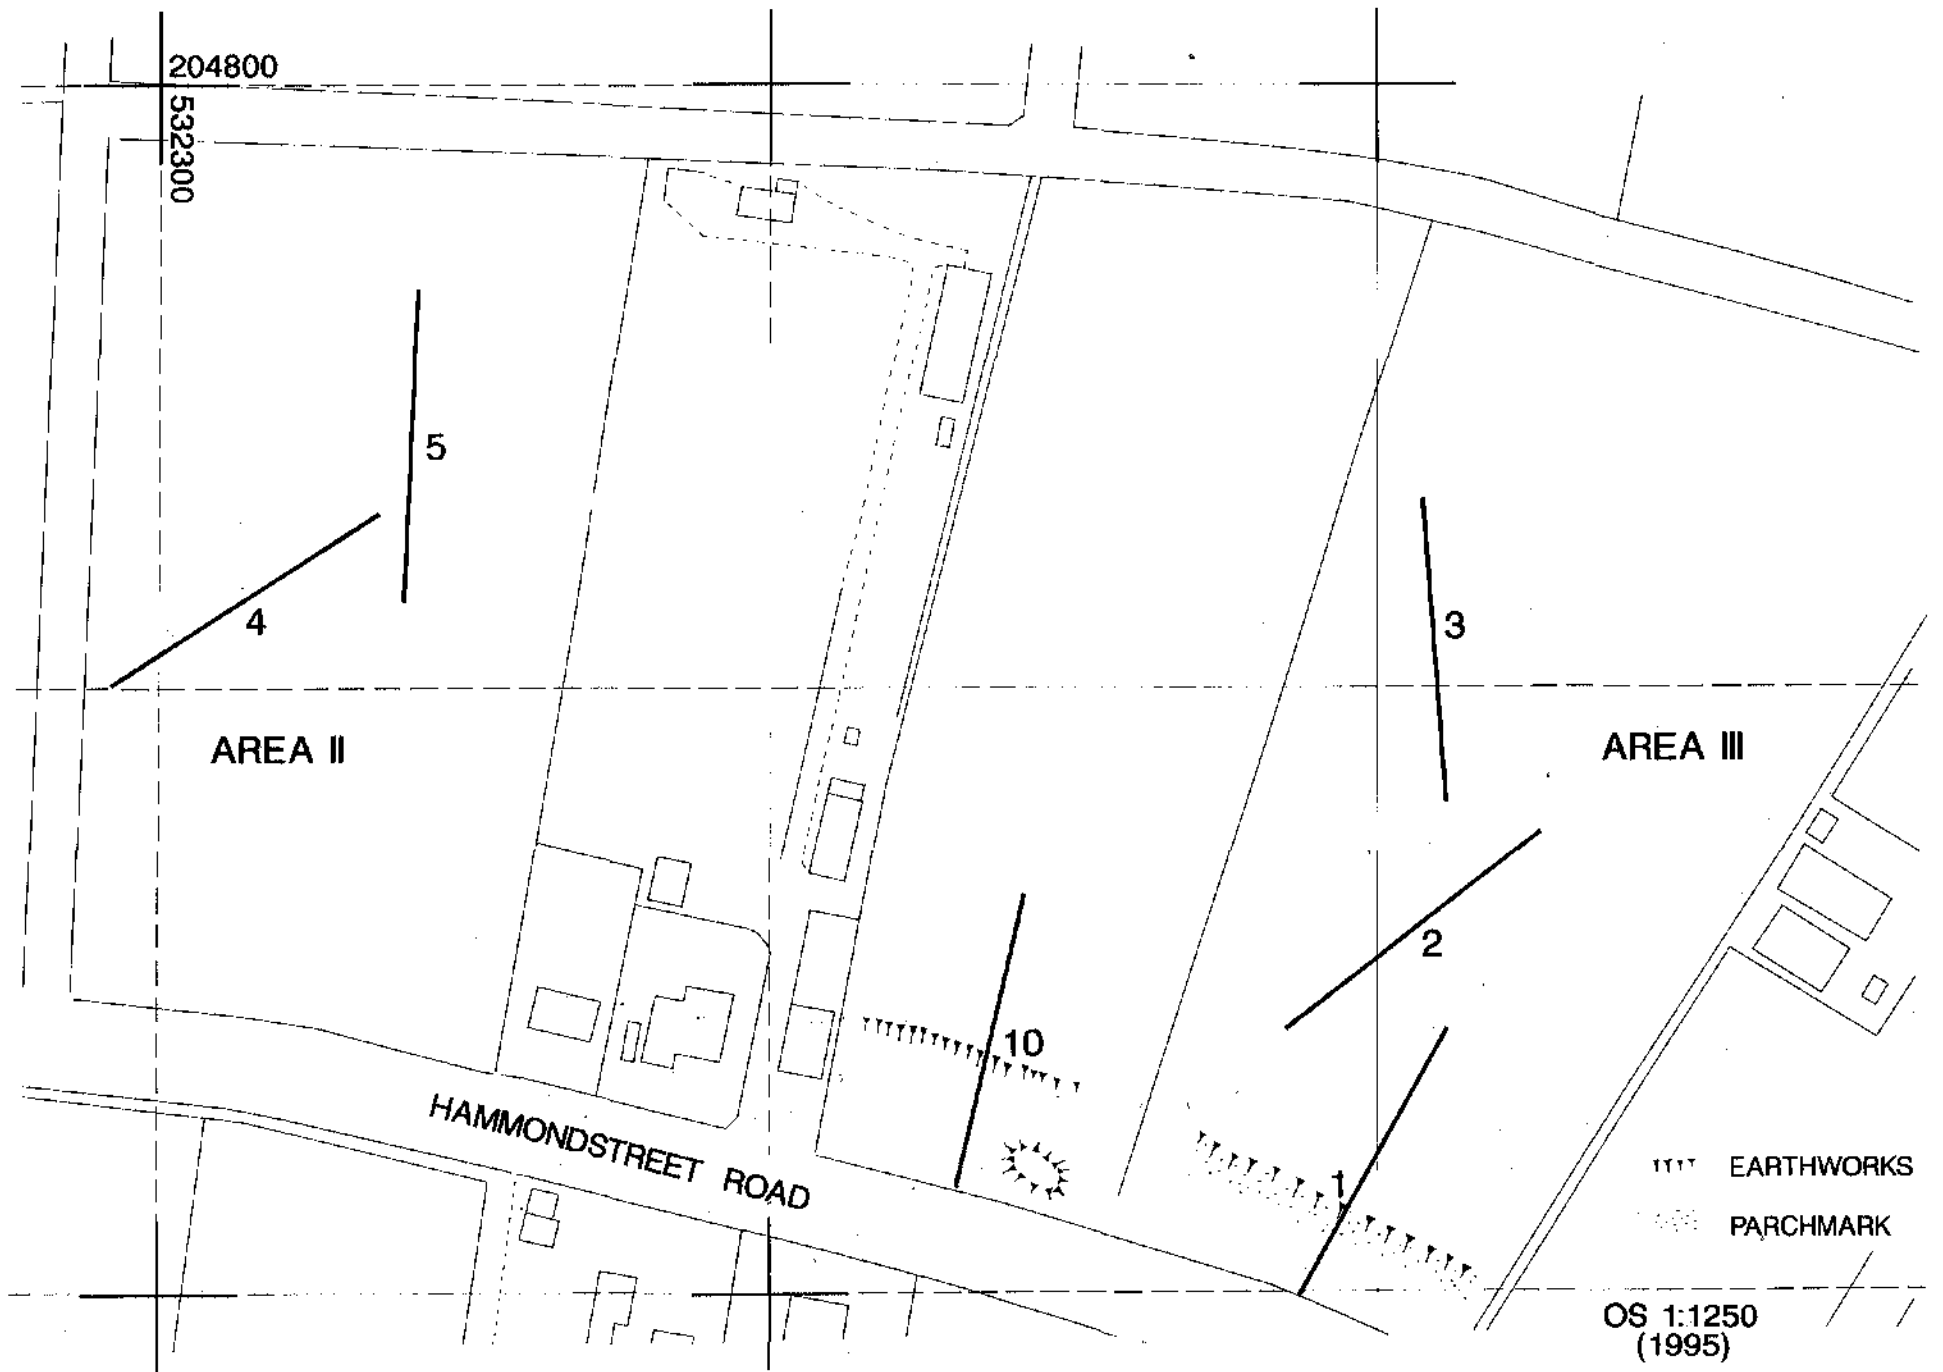 204800
532300
5
4
3
AREA II
AREA III
2
10
HAMMONDSTREET ROAD
1
EARTHWORKS
PARCHMARK
OS 1:1250
(1995)